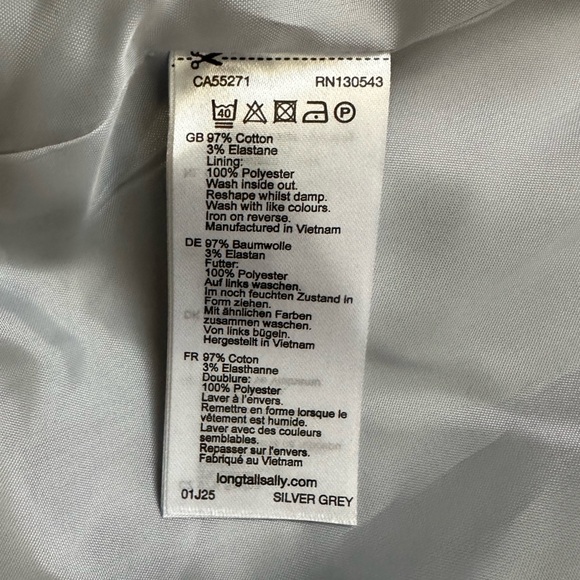 CA55271 RN130543
40 P
GB 97% Cotton
3% Elastane
Lining:
100% Polyester
Wash inside out.
Reshape whilst damp.
Wash with like colours.
Iron on reverse.
Manufactured in Vietnam
DE 97% Baumwolle
3% Elastan
Futter:
100% Polyester
Auf links waschen.
Im noch feuchten Zustand in
Form ziehen.
Mit ähnlichen Farben
zusammen waschen.
Von links bügeln.
Hergestellt in Vietnam
FR 97% Coton
3% Elasthanne
Doublure:
100% Polyester
Laver à l'envers.
Remettre en forme lorsque le
vêtement est humide.
Laver avec des couleurs
semblables.
Repasser sur l'envers.
Fabriqué au Vietnam
longtallsally.com
01J25 SILVER GREY